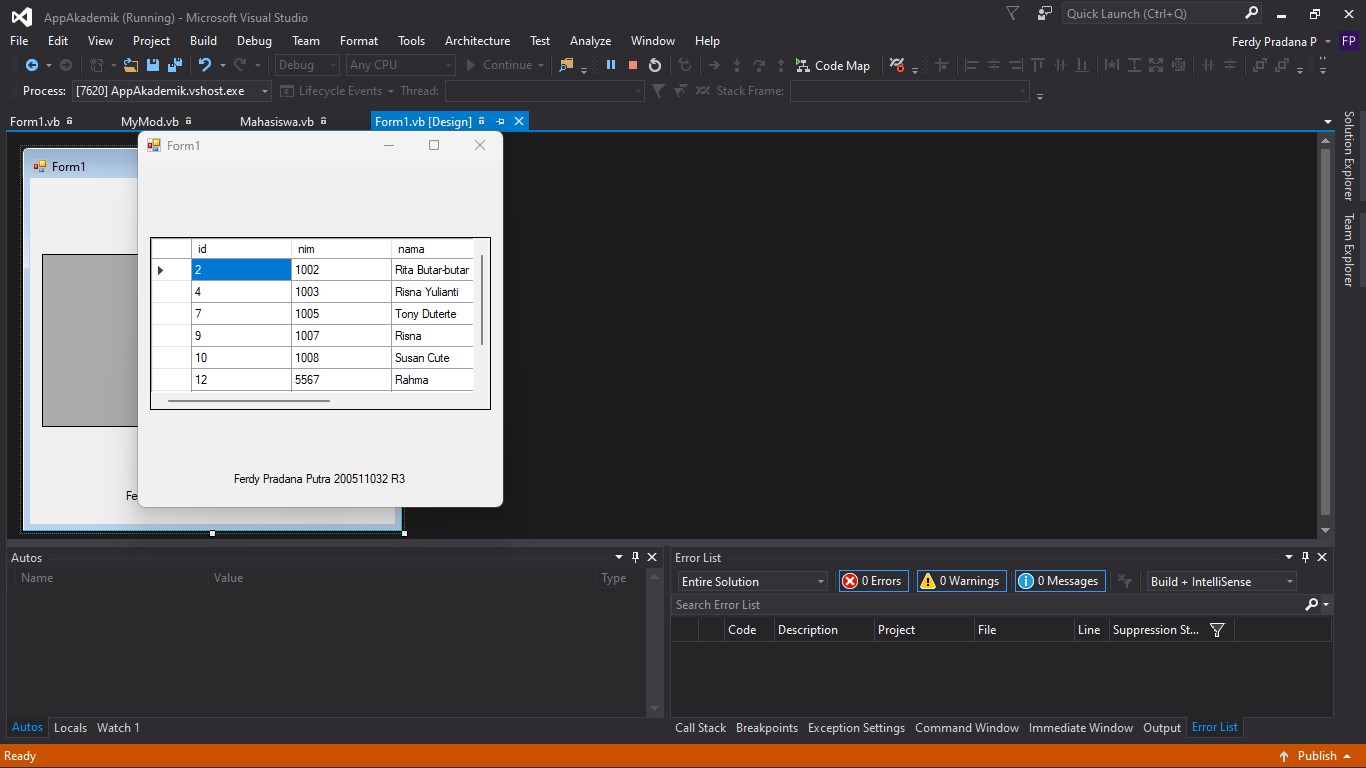 AppAkademik (Running) - Microsoft Visual Studio
Quick Launch (Ctrl+Q)
File Edit View Project Build Debug Team Format Tools Architecture Test Analyze Window Help
Ferdy Pradana P FP
Debug Any CPU Continue Code Map
Process: [7620] AppAkademik.vshost.exe Lifecycle Events Thread: Stack Frame:
Form1.vb MyMod.vb Mahasiswa.vb Form1.vb [Design]
Solution Explorer
Team Explorer
Form1
Form1
id nim nama
2 1002 Rita Butar-butar
4 1003 Risna Yulianti
7 1005 Tony Duterte
9 1007 Risna
10 1008 Susan Cute
12 5567 Rahma
Ferdy Pradana Putra 200511032 R3
Fe
Autos
Name Value Type
Autos Locals Watch 1
Error List
Entire Solution 0 Errors 0 Warnings 0 Messages Build + IntelliSense
Search Error List
Code Description Project File Line Suppression St...
Call Stack Breakpoints Exception Settings Command Window Immediate Window Output Error List
Ready
Publish